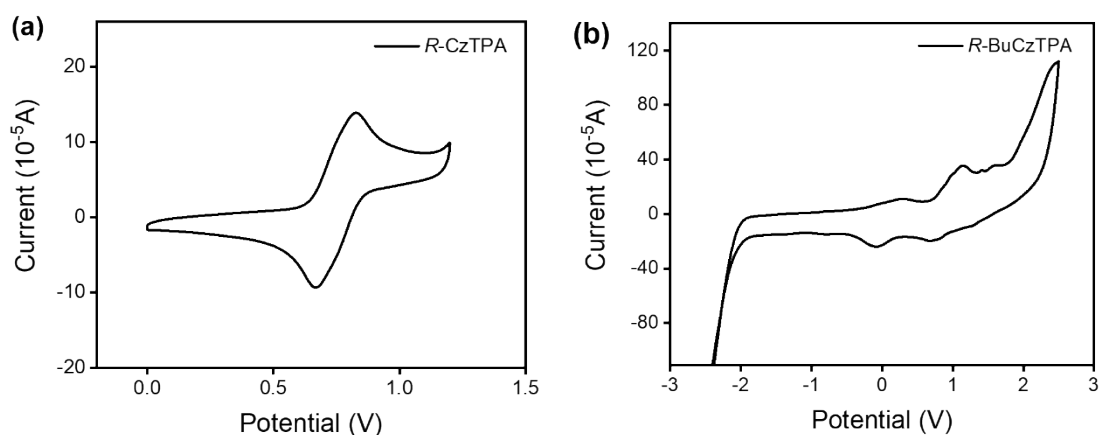 (a)
R-CzTPA
20
10
0
-10
-20
Current (10⁻⁵A)
0.0 0.5 1.0 1.5
Potential (V)
(b)
R-BuCzTPA
120
80
40
0
-40
-80
Current (10⁻⁵A)
-3 -2 -1 0 1 2 3
Potential (V)